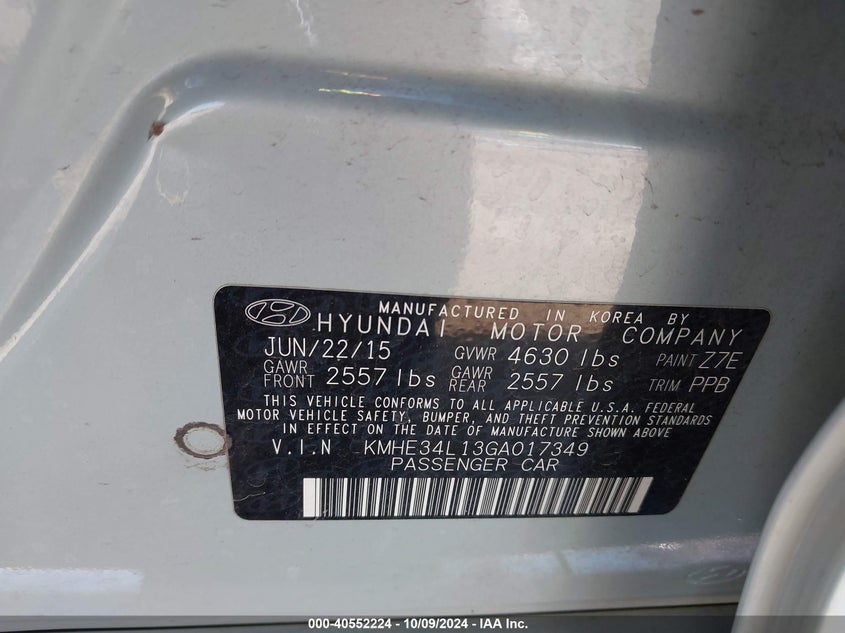 MANUFACTURED IN KOREA BY
HYUNDAI MOTOR COMPANY
JUN/22/15 GVWR 4630 lbs PAINT Z7E
GAWR FRONT 2557 lbs GAWR REAR 2557 lbs TRIM PPB
THIS VEHICLE CONFORMS TO ALL APPLICABLE U.S.A. FEDERAL
MOTOR VEHICLE SAFETY, BUMPER, AND THEFT PREVENTION STANDARDS
IN EFFECT ON THE DATE OF MANUFACTURE SHOWN ABOVE
V.I.N KMHE34L13GA017349
PASSENGER CAR
000-40552224 - 10/09/2024 - IAA Inc.